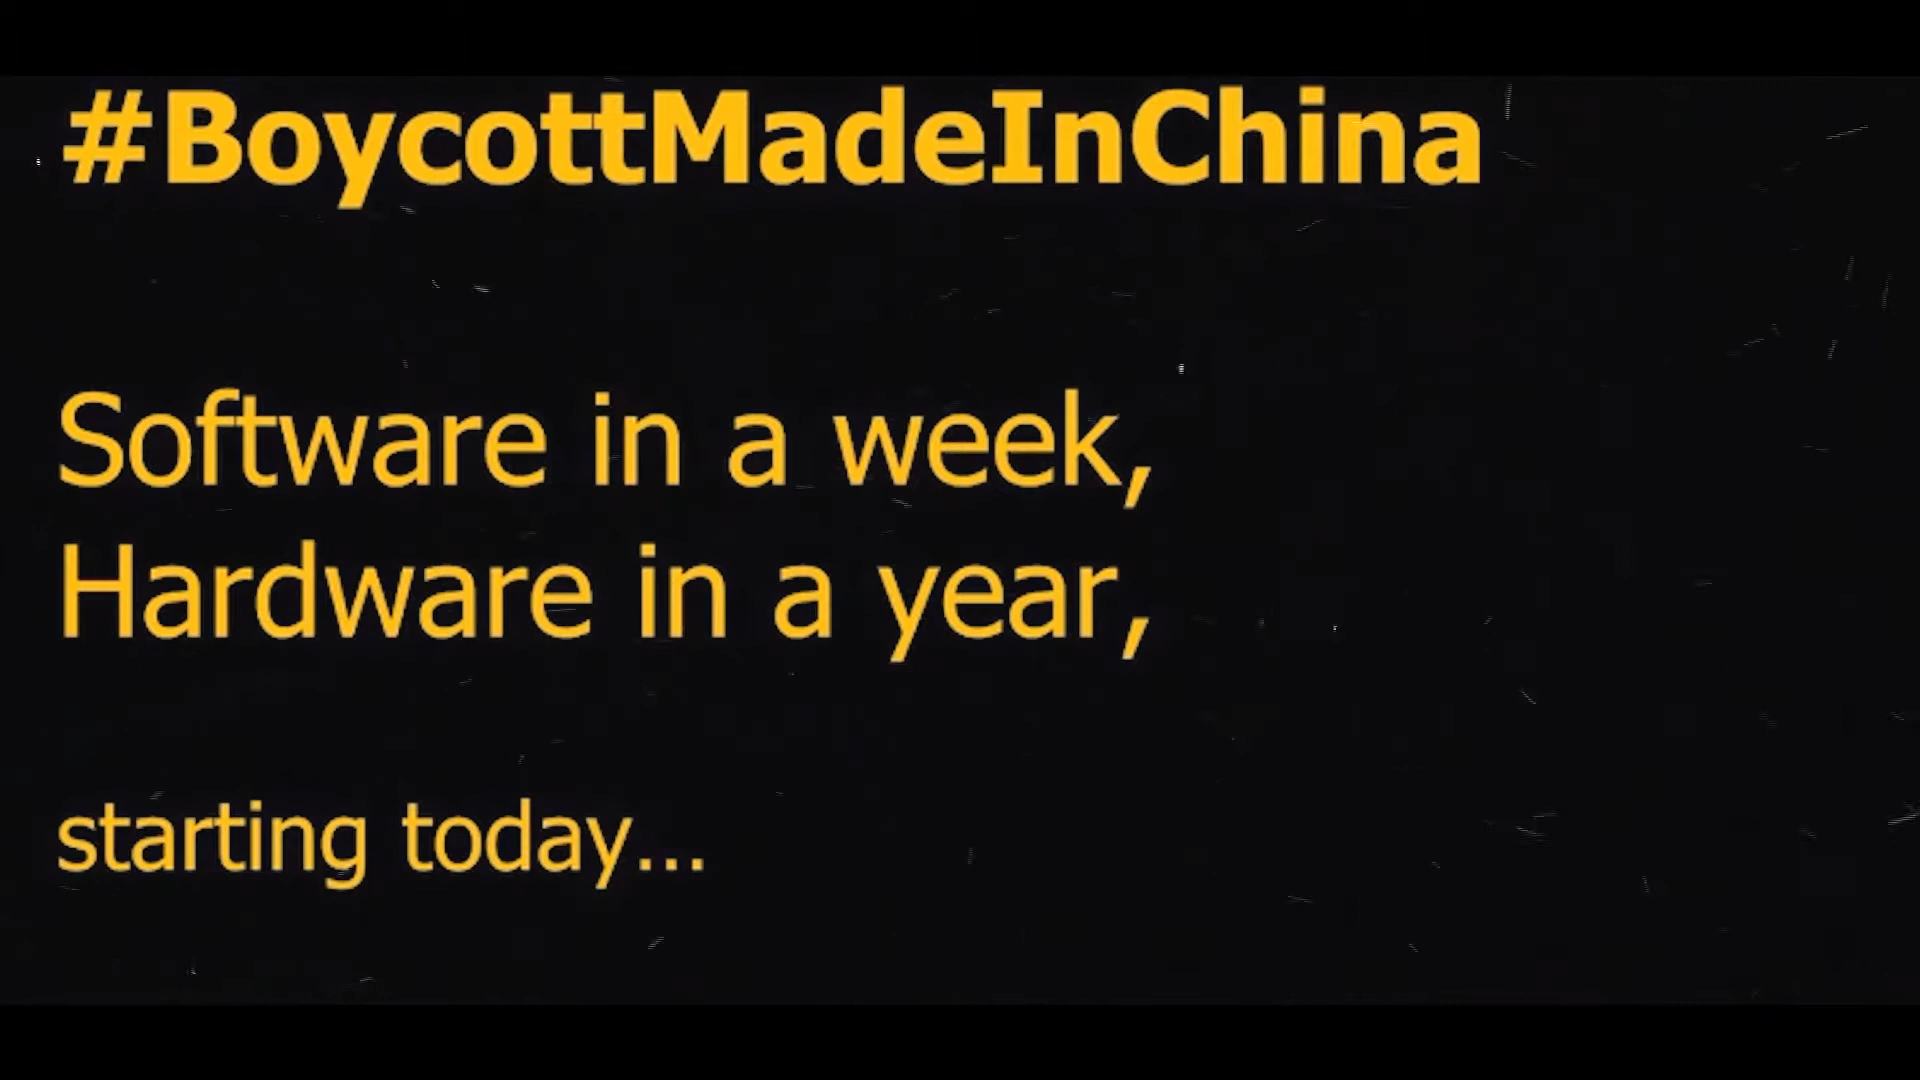 #BoycottMadeInChina
Software in a week,
Hardware in a year,
starting today...